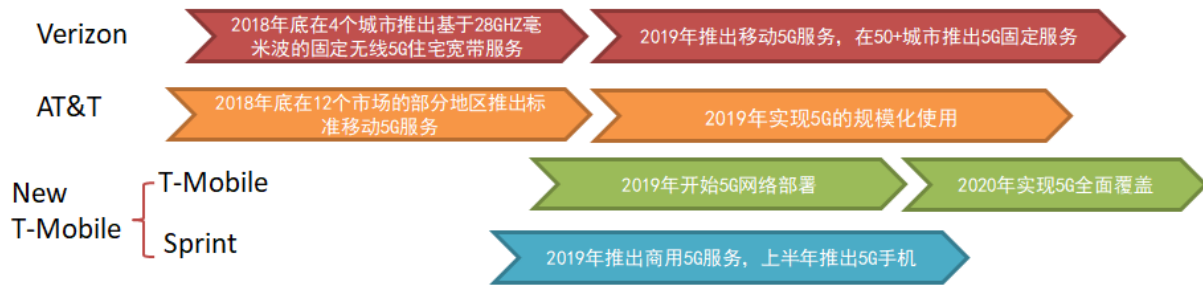 Verizon
2018年底在4个城市推出基于28GHZ毫
米波的固定无线5G住宅宽带服务
2019年推出移动5G服务，在50+城市推出5G固定服务
AT&T
2018年底在12个市场的部分地区推出标
准移动5G服务
2019年实现5G的规模化使用
New
T-Mobile
T-Mobile
2019年开始5G网络部署
2020年实现5G全面覆盖
Sprint
2019年推出商用5G服务，上半年推出5G手机